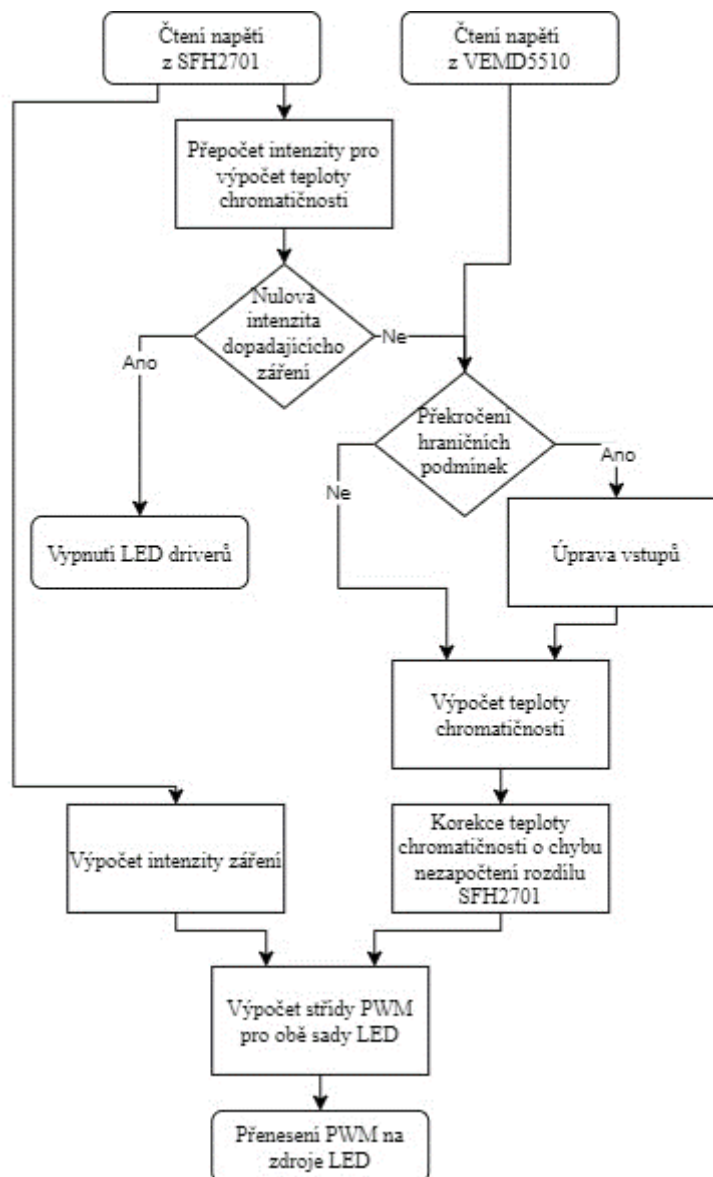 Čtení napětí
z SFH2701
Čtení napětí
z VEMD5510
Přepočet intenzity pro
výpočet teploty
chromatičnosti
Nulová
intenzita
dopadajícícho
záření
Ano
Ne
Překročení
hraničních
podmínek
Ne
Ano
Vypnutí LED driverů
Úprava vstupů
Výpočet teploty
chromatičnosti
Výpočet intenzity záření
Korekce teploty
chromatičnosti o chybu
nezapočtení rozdílu
SFH2701
Výpočet střídy PWM
pro obě sady LED
Přenesení PWM na
zdroje LED